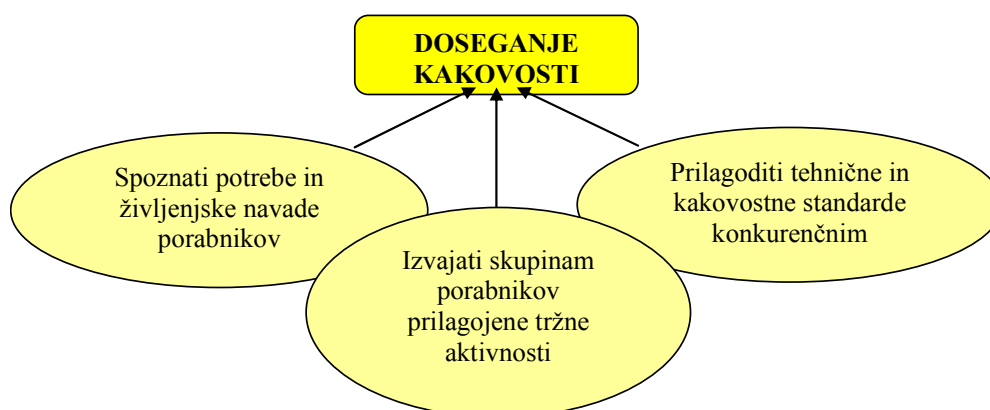 DOSEGANJE
KAKOVOSTI
Spoznati potrebe in
življenjske navade
porabnikov
Izvajati skupinam
porabnikov
prilagojene tržne
aktivnosti
Prilagoditi tehnične in
kakovostne standarde
konkurenčnim